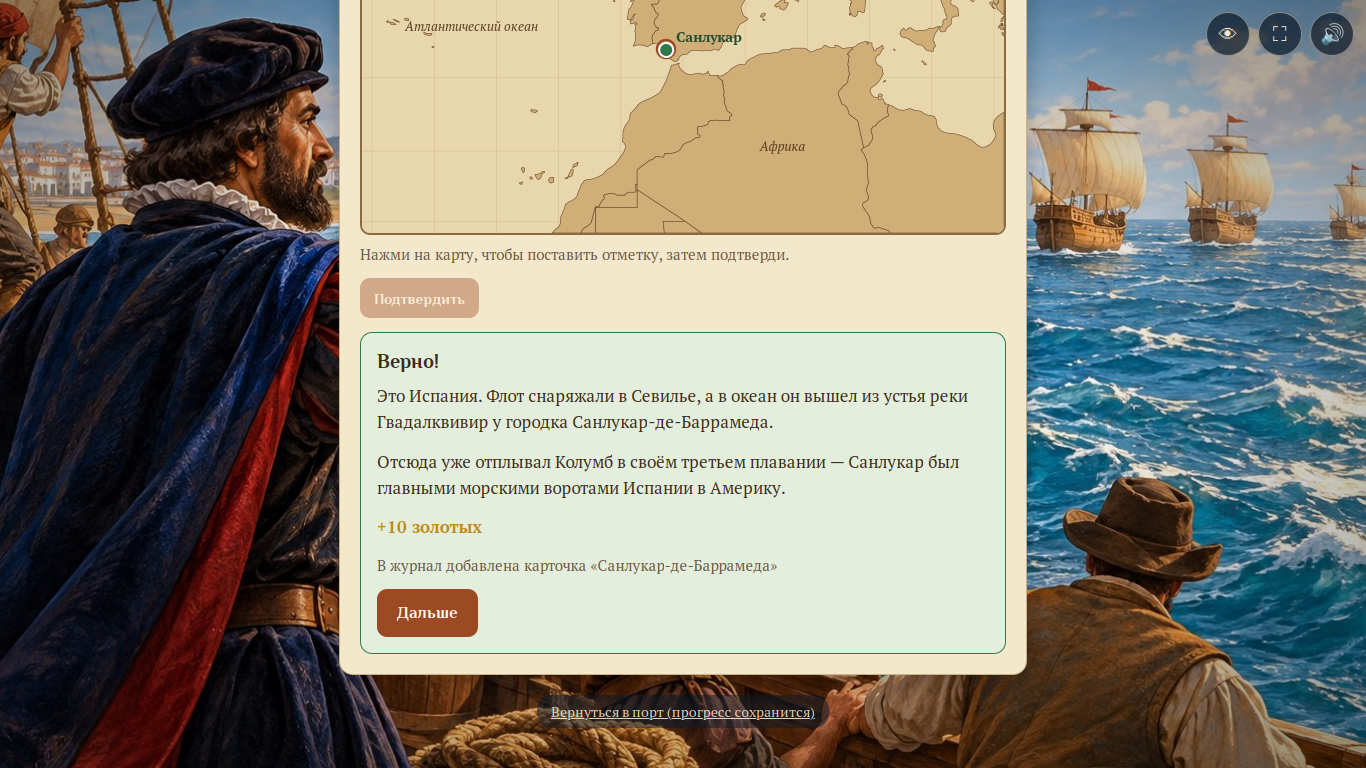 Атлантический океан
Санлукар
Африка
Нажми на карту, чтобы поставить отметку, затем подтверди.
Подтвердить
Верно!
Это Испания. Флот снаряжали в Севилье, а в океан он вышел из устья реки
Гвадалквивир у городка Санлукар-де-Баррамеда.
Отсюда уже отплывал Колумб в своём третьем плавании — Санлукар был
главными морскими воротами Испании в Америку.
+10 золотых
В журнал добавлена карточка «Санлукар-де-Баррамеда»
Дальше
Вернуться в порт (прогресс сохранится)